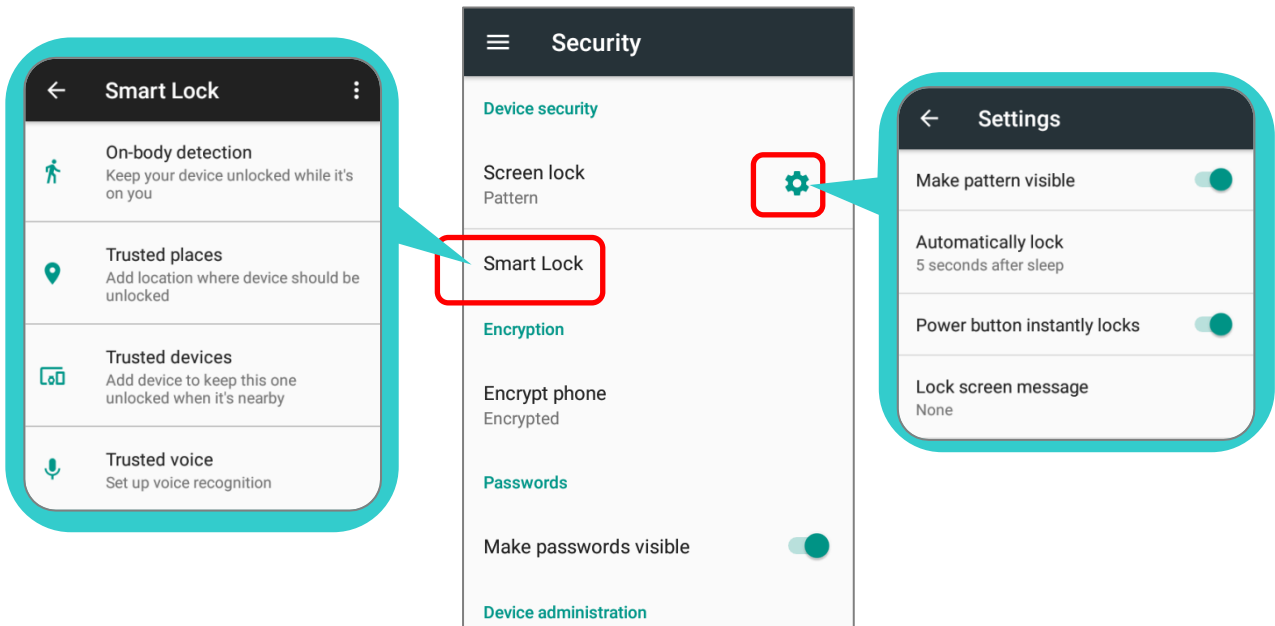 Smart Lock
On-body detection
Keep your device unlocked while it's
on you
Trusted places
Add location where device should be
unlocked
Trusted devices
Add device to keep this one
unlocked when it's nearby
Trusted voice
Set up voice recognition
Security
Device security
Screen lock
Pattern
Smart Lock
Encryption
Encrypt phone
Encrypted
Passwords
Make passwords visible
Device administration
Settings
Make pattern visible
Automatically lock
5 seconds after sleep
Power button instantly locks
Lock screen message
None